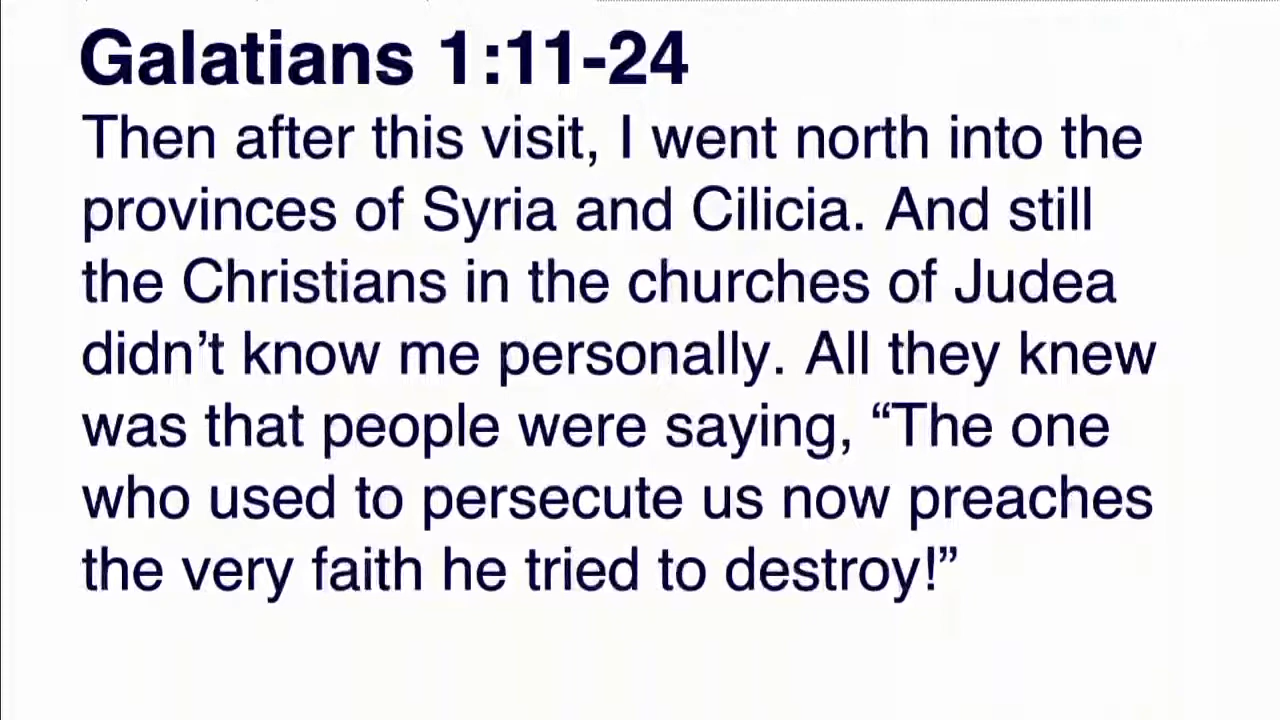 Galatians 1:11-24
Then after this visit, I went north into the
provinces of Syria and Cilicia. And still
the Christians in the churches of Judea
didn’t know me personally. All they knew
was that people were saying, “The one
who used to persecute us now preaches
the very faith he tried to destroy!”